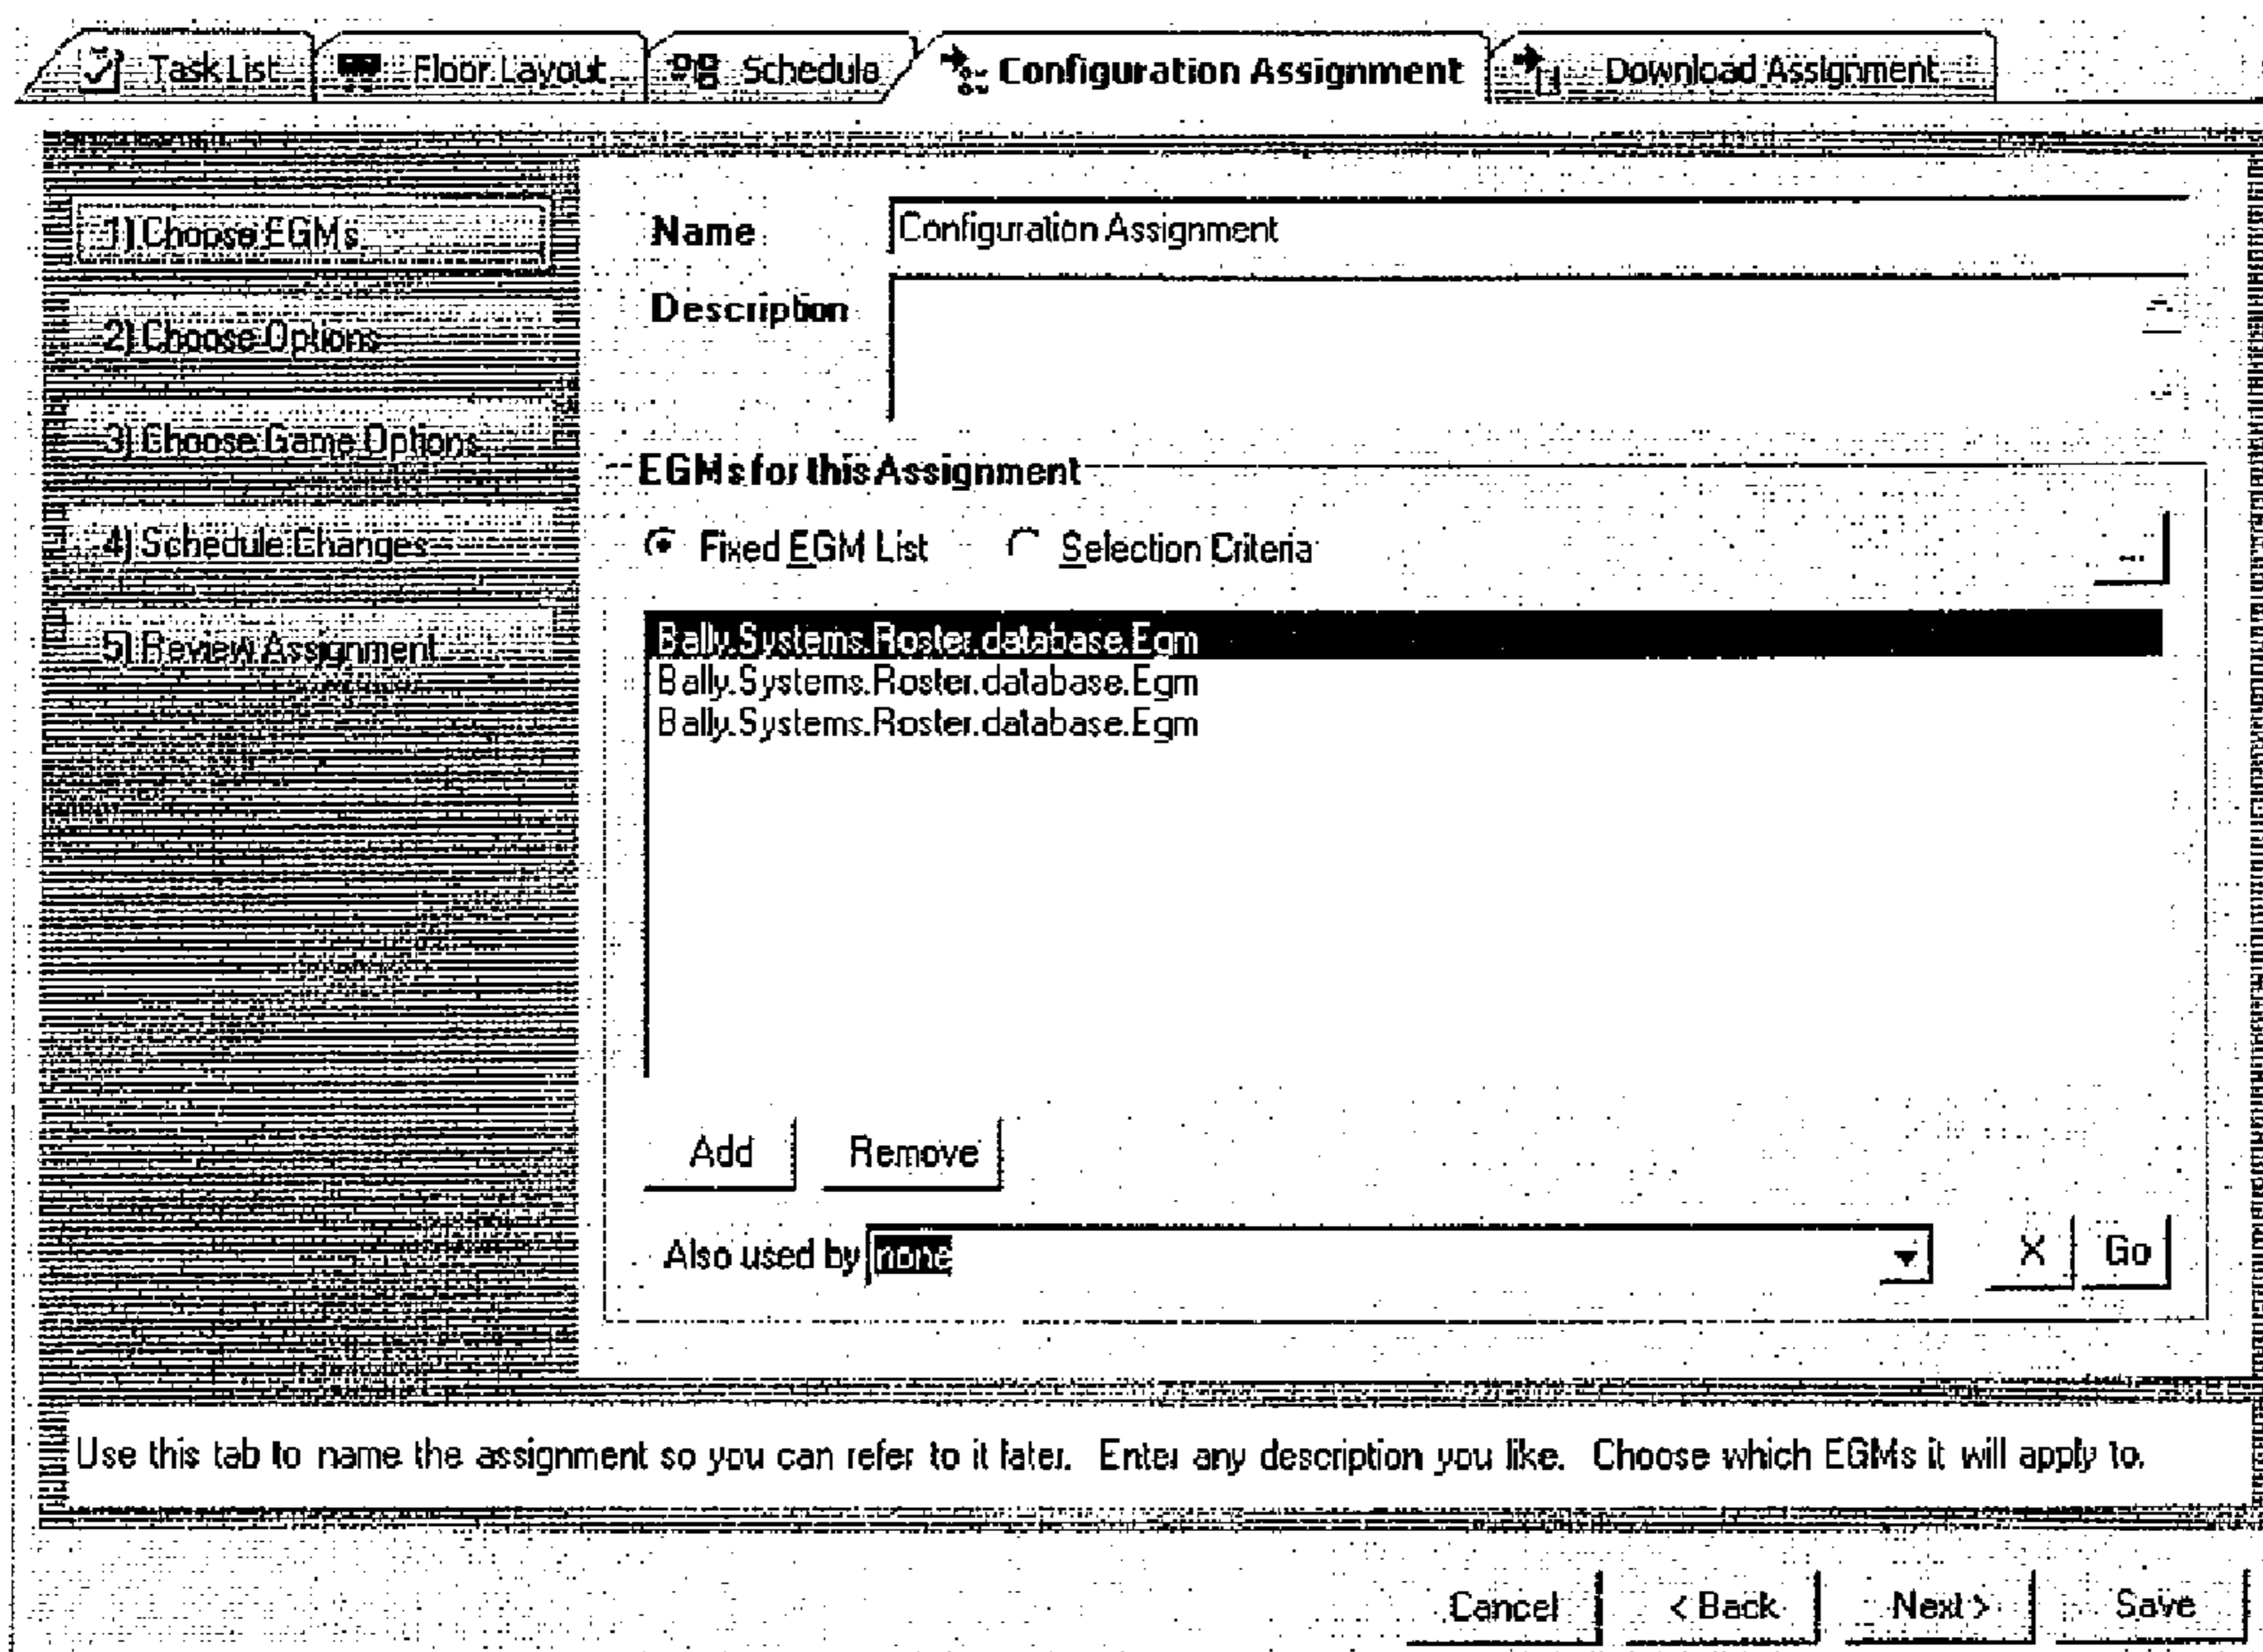 Task List Floor Layout Schedule Configuration Assignment Download Assignment
1) Choose EGMs
2) Choose Options
3) Choose Game Options
4) Schedule Changes
5) Review Assignment
Name Configuration Assignment
Description
EGMs for this Assignment
Fixed EGM List Selection Criteria ...
Bally.Systems.Roster.database.Egm
Bally.Systems.Roster.database.Egm
Bally.Systems.Roster.database.Egm
Add Remove
Also used by none X Go
Use this tab to name the assignment so you can refer to it later. Enter any description you like. Choose which EGMs it will apply to.
Cancel < Back Next > Save